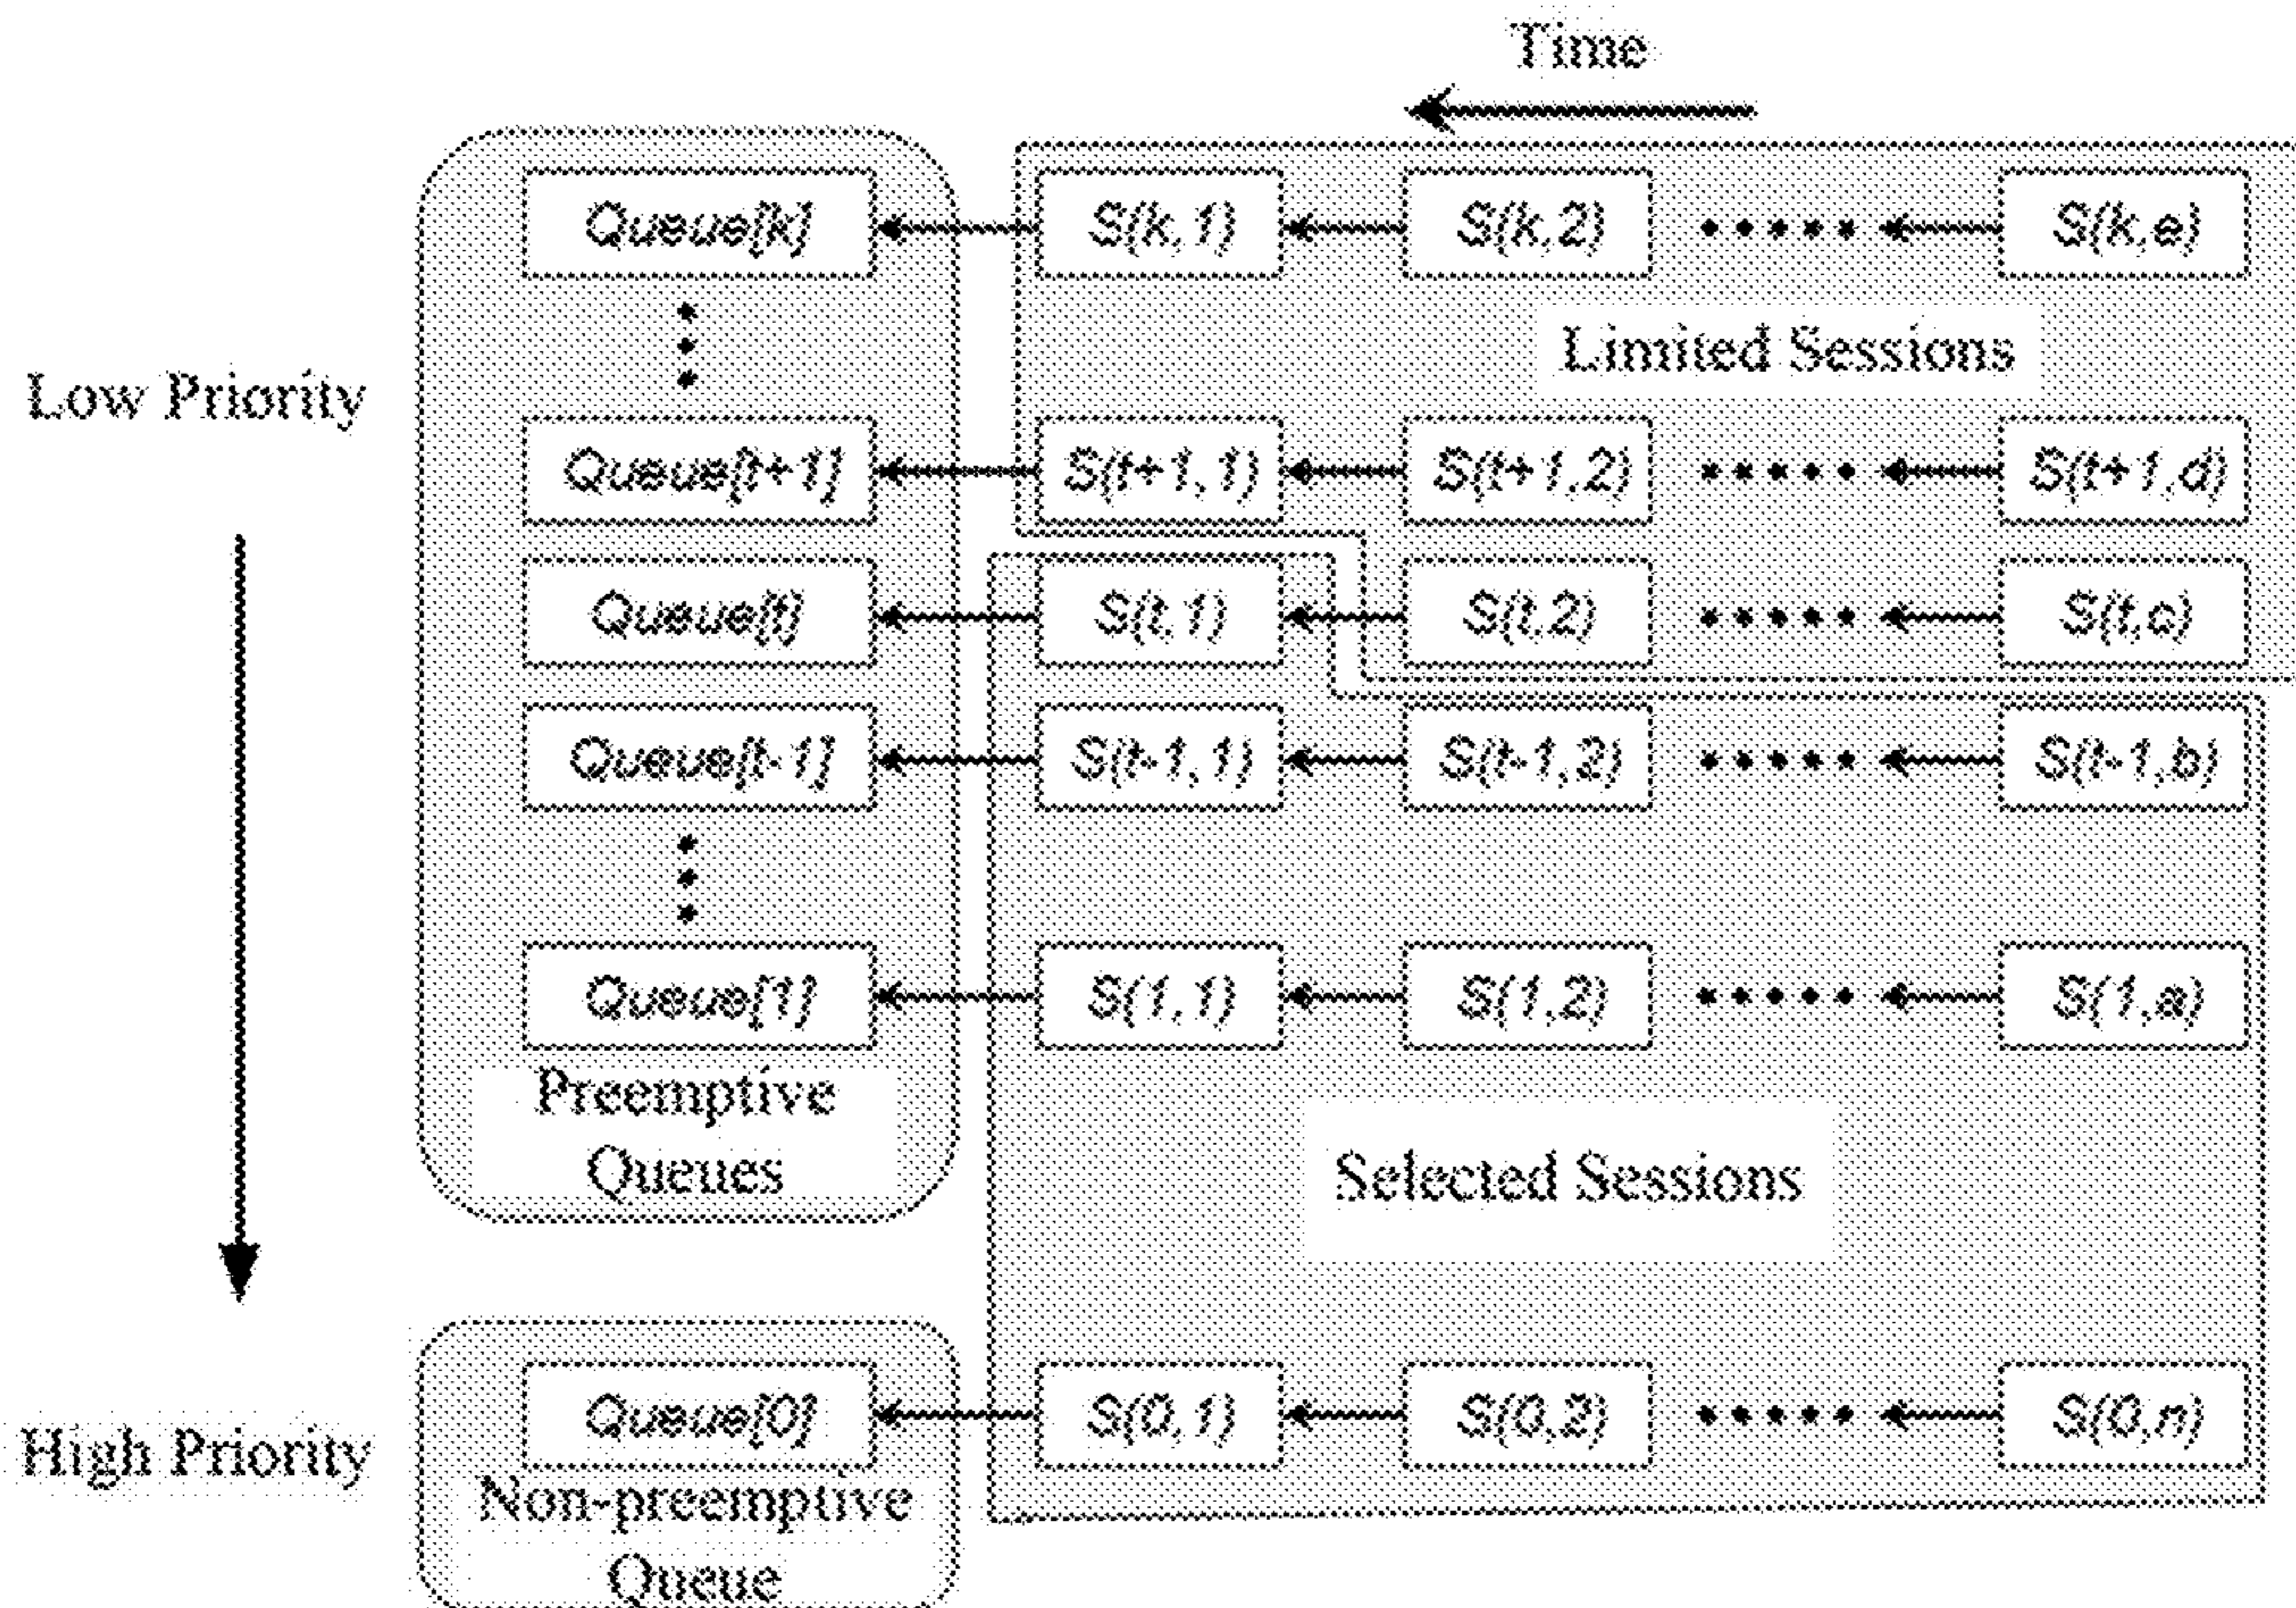 Time
Queue[k] S(k,1) S(k,2) S(k,e)
Limited Sessions
Low Priority
Queue[t+1] S(t+1,1) S(t+1,2) S(t+1,d)
Queue[t] S(t,1) S(t,2) S(t,c)
Queue[t-1] S(t-1,1) S(t-1,2) S(t-1,b)
Queue[1] S(1,1) S(1,2) S(1,a)
Preemptive
Queues
Selected Sessions
Queue[0] S(0,1) S(0,2) S(0,n)
High Priority
Non-preemptive
Queue